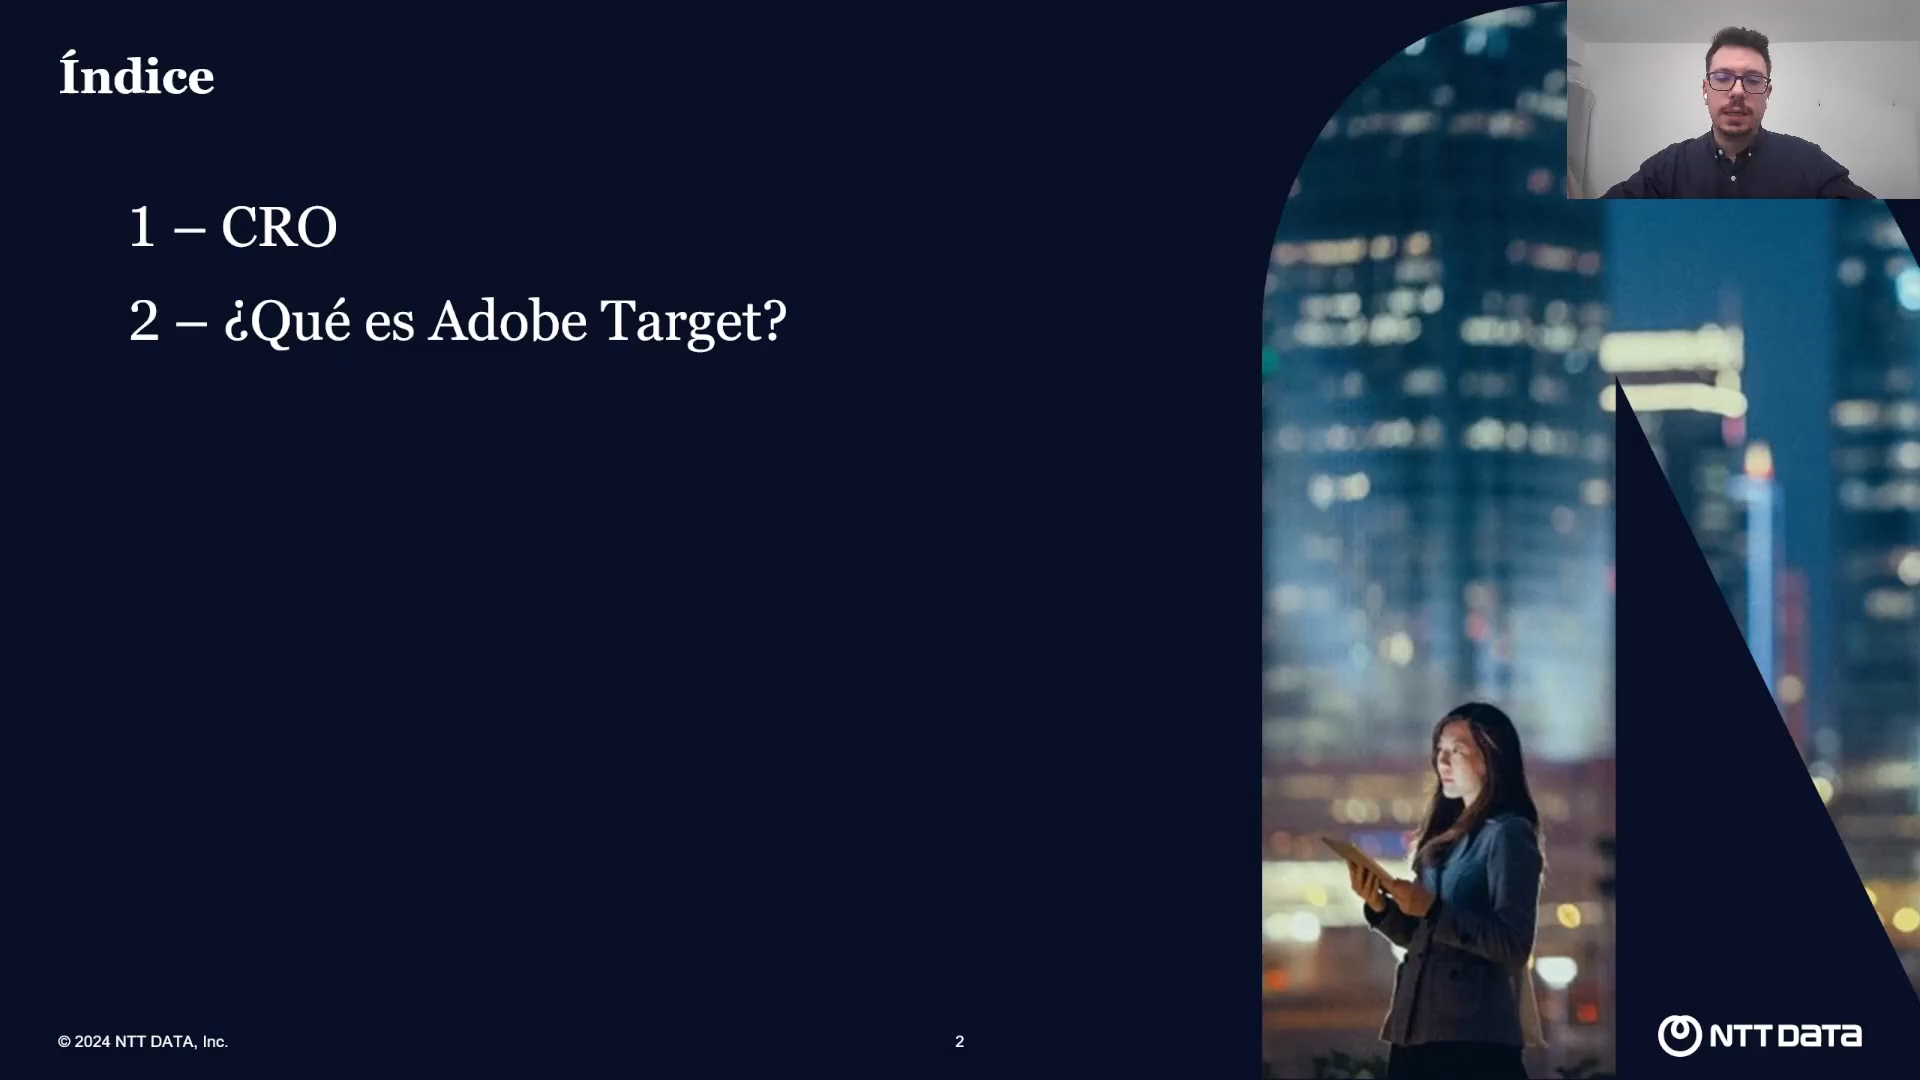 Índice
1 – CRO
2 – ¿Qué es Adobe Target?
© 2024 NTT DATA, Inc.
2
NTT DATA